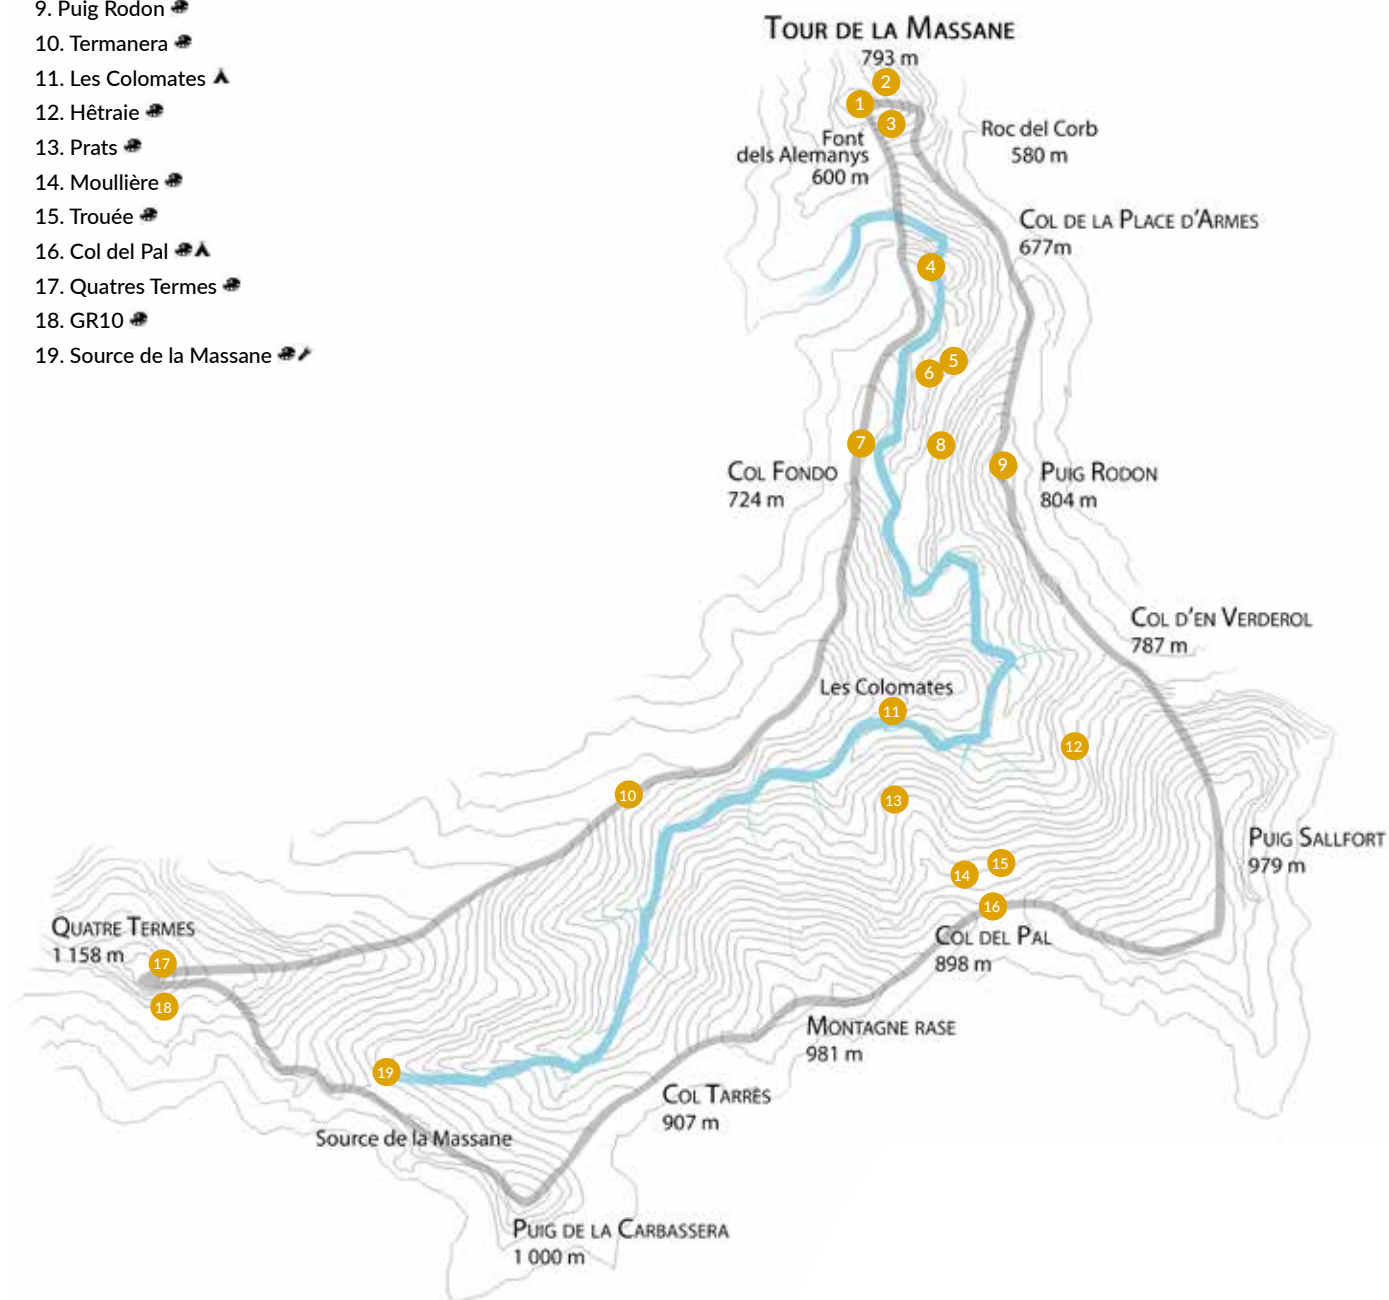 9. Puig Rodon
10. Termanera
11. Les Colomates
12. Hêtraie
13. Prats
14. Moullière
15. Trouée
16. Col del Pal
17. Quatres Termes
18. GR10
19. Source de la Massane
Tour de la Massane
793 m
2
1
3
Font
dels Alemanys
600 m
Roc del Corb
580 m
Col de la Place d'Armes
677m
4
5
6
7
8
9
Col Fondo
724 m
Puig Rodon
804 m
Col d'en Verderol
787 m
Les Colomates
11
12
10
13
Puig Sallfort
979 m
15
14
16
Col del Pal
898 m
Quatre Termes
1 158 m
17
18
Montagne rase
981 m
19
Col Tarrès
907 m
Source de la Massane
Puig de la Carbassera
1 000 m